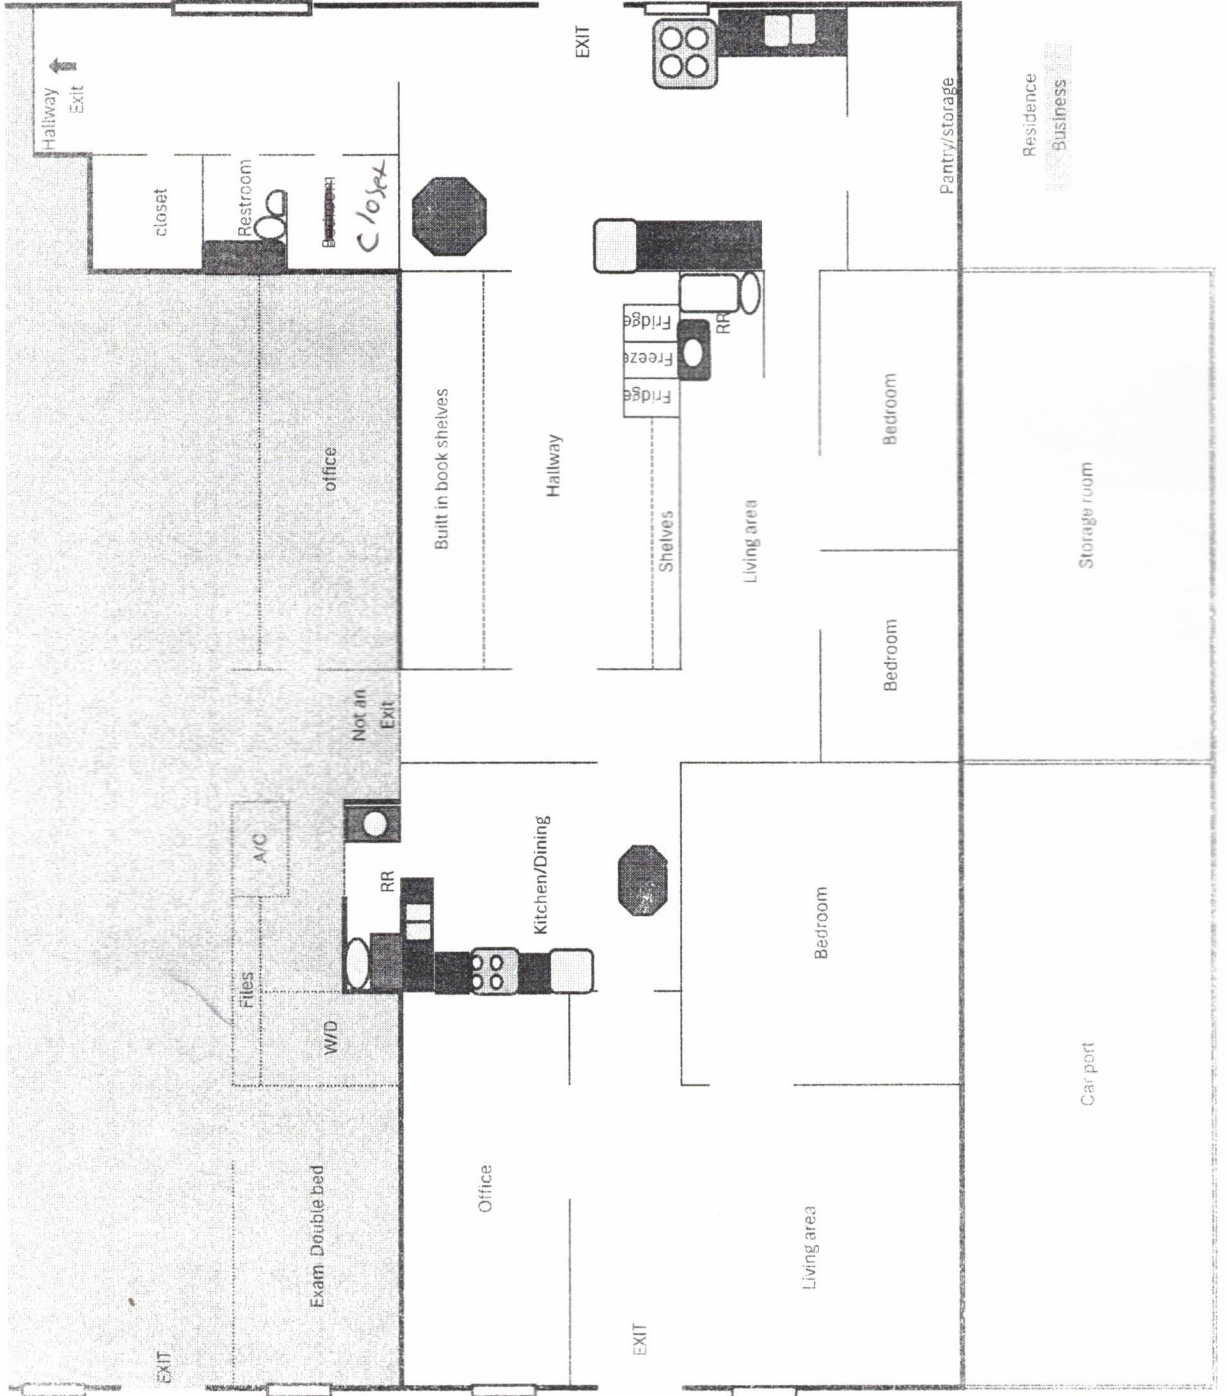 Hallway
Exit
closet
Restroom
Bedroom
Closet
EXIT
Pantry/storage
Residence
Business
office
Built in book shelves
Hallway
Fridge
Freeze
Fridge
RR
Shelves
Living area
Bedroom
Bedroom
Storage room
Not an
Exit
A/C
RR
Files
W/D
Kitchen/Dining
Bedroom
Car port
Exam Double bed
Office
Living area
EXIT
EXIT